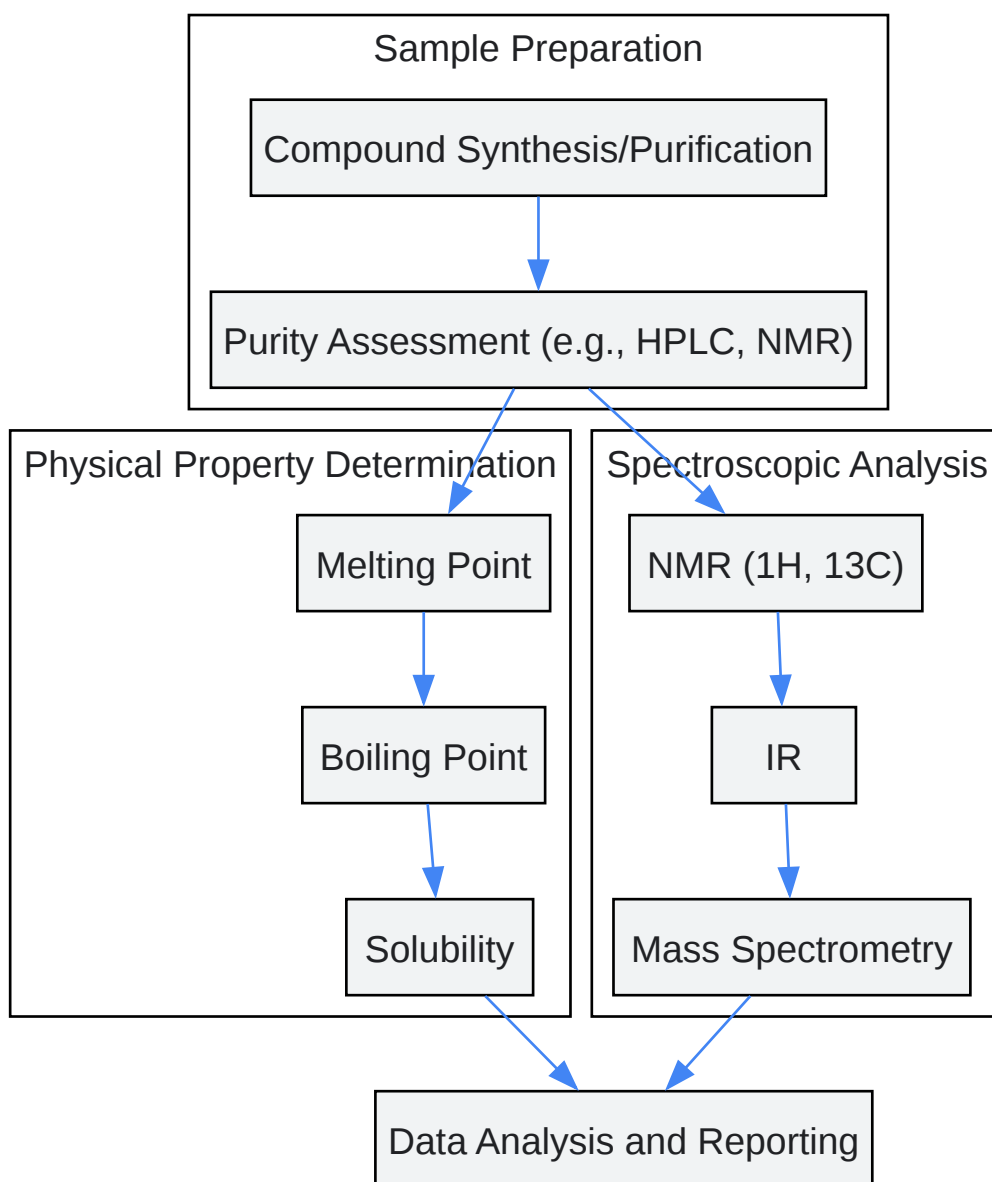 Sample Preparation
Compound Synthesis/Purification
Purity Assessment (e.g., HPLC, NMR)
Physical Property Determination
Melting Point
Boiling Point
Solubility
Spectroscopic Analysis
NMR (1H, 13C)
IR
Mass Spectrometry
Data Analysis and Reporting